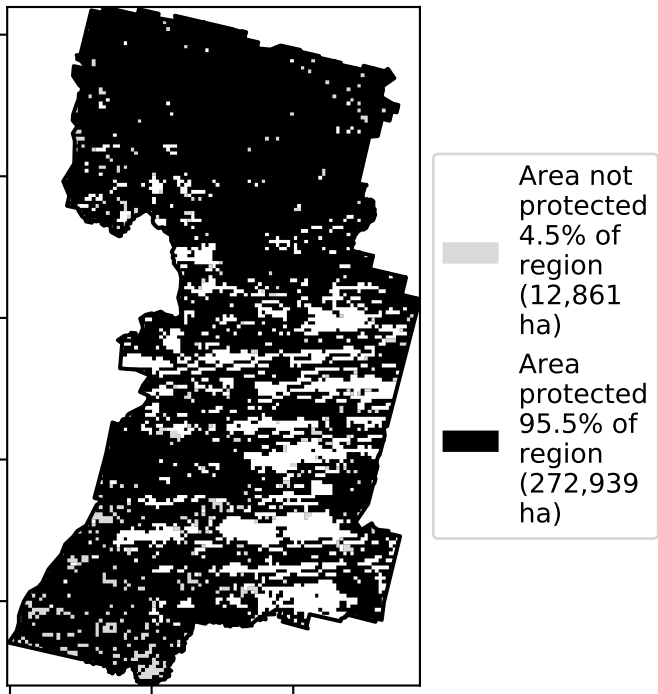 Area not
protected
4.5% of
region
(12,861
ha)
Area
protected
95.5% of
region
(272,939
ha)